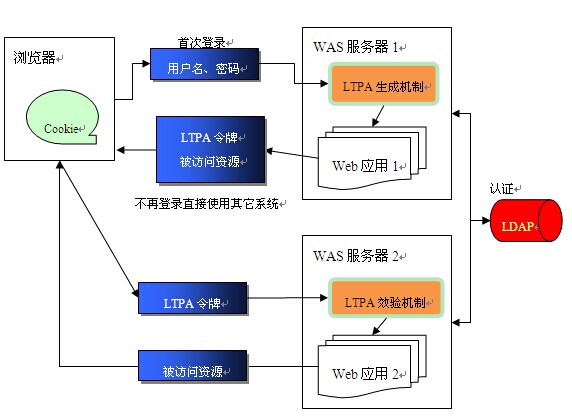 浏览器
Cookie
首次登录
用户名、密码
WAS 服务器 1
LTPA 生成机制
Web 应用 1
LTPA 令牌
被访问资源
不再登录直接使用其它系统
认证
LDAP
WAS 服务器 2
LTPA 令牌
LTPA 效验机制
被访问资源
Web 应用 2